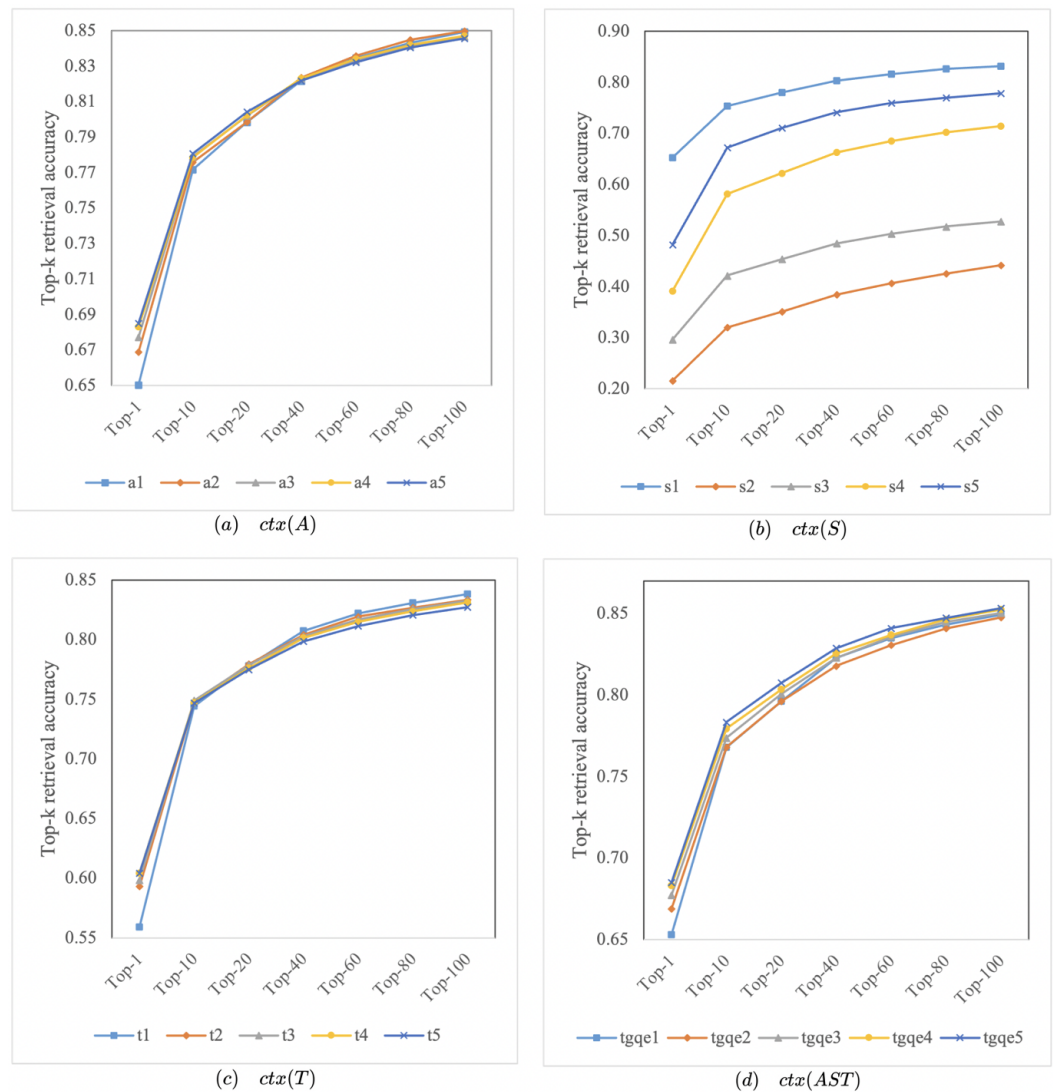 Top-k retrieval accuracy
0.85
0.83
0.81
0.79
0.77
0.75
0.73
0.71
0.69
0.67
0.65
Top-1 Top-10 Top-20 Top-40 Top-60 Top-80 Top-100
a1 a2 a3 a4 a5
(a) ctx(A)
Top-k retrieval accuracy
0.90
0.80
0.70
0.60
0.50
0.40
0.30
0.20
Top-1 Top-10 Top-20 Top-40 Top-60 Top-80 Top-100
s1 s2 s3 s4 s5
(b) ctx(S)
Top-k retrieval accuracy
0.85
0.80
0.75
0.70
0.65
0.60
0.55
Top-1 Top-10 Top-20 Top-40 Top-60 Top-80 Top-100
t1 t2 t3 t4 t5
(c) ctx(T)
Top-k retrieval accuracy
0.85
0.80
0.75
0.70
0.65
Top-1 Top-10 Top-20 Top-40 Top-60 Top-80 Top-100
tgqe1 tgqe2 tgqe3 tgqe4 tgqe5
(d) ctx(AST)